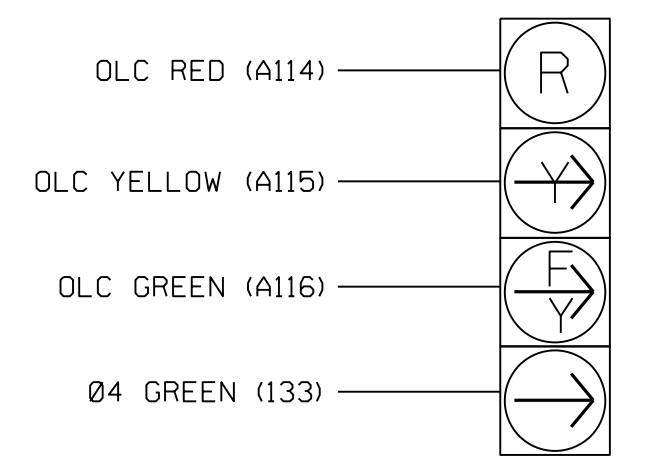 OLC RED (A114)
R
OLC YELLOW (A115)
Y
OLC GREEN (A116)
F
Y
Ø4 GREEN (133)